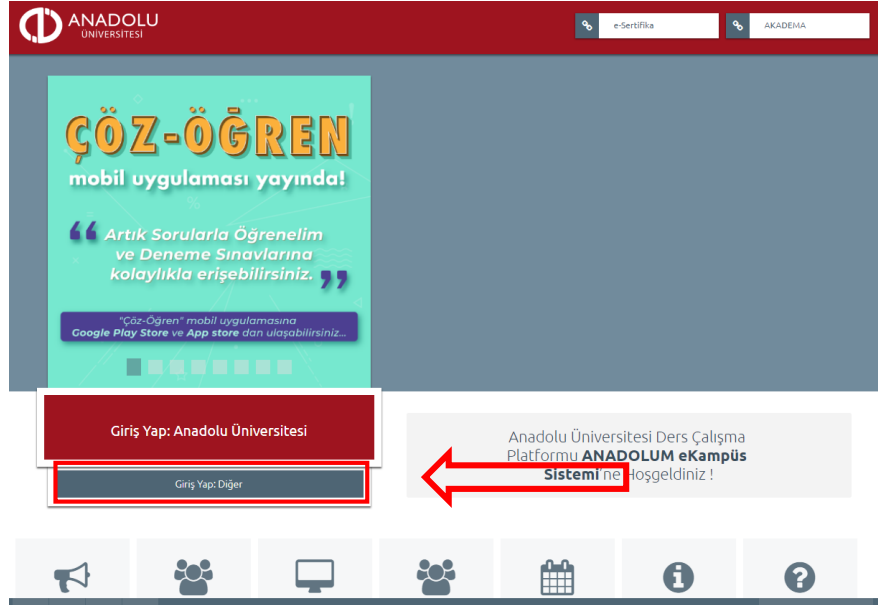 ANADOLU
ÜNİVERSİTESİ
e-Sertifika
AKADEMA
ÇÖZ-ÖĞREN
mobil uygulaması yayında!
“ Artık Sorularla Öğrenelim
ve Deneme Sınavlarına
kolaylıkla erişebilirsiniz. ”
"Çöz-Öğren" mobil uygulamasına
Google Play Store ve App store dan ulaşabilirsiniz...
Giriş Yap: Anadolu Üniversitesi
Giriş Yap: Diğer
Anadolu Üniversitesi Ders Çalışma
Platformu ANADOLUM eKampüs
Sistemi'ne Hoşgeldiniz !